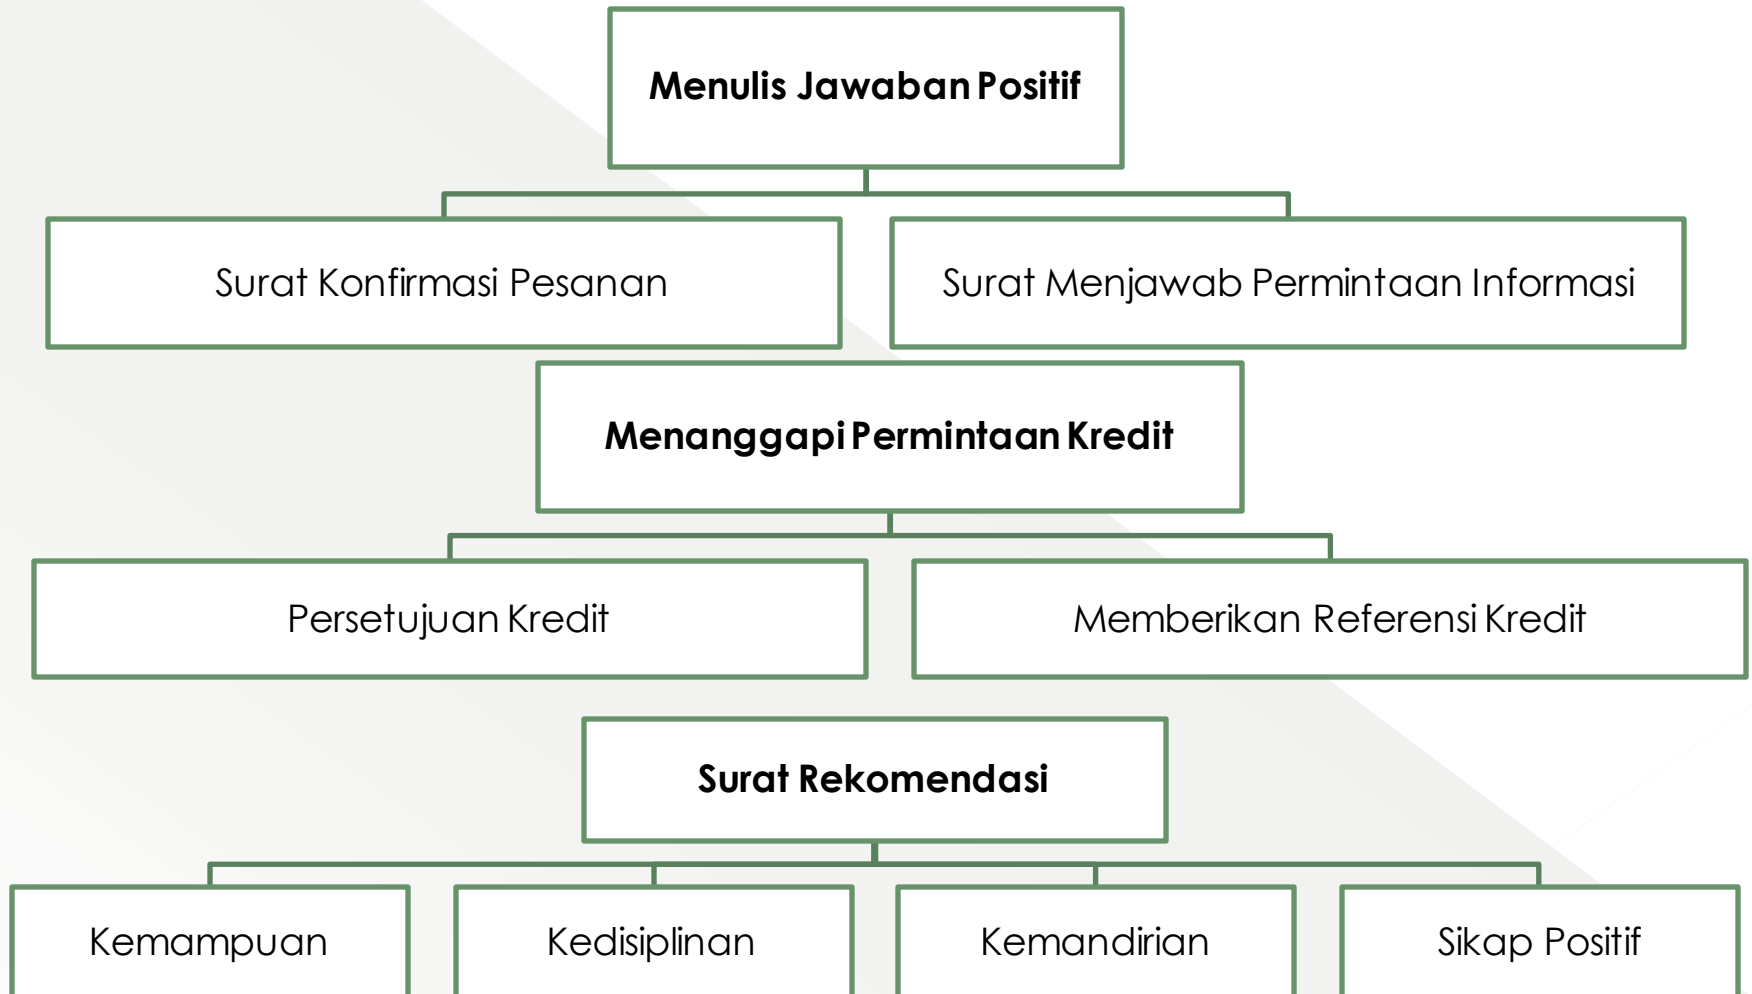 Menulis Jawaban Positif
Surat Konfirmasi Pesanan
Surat Menjawab Permintaan Informasi
Menanggapi Permintaan Kredit
Persetujuan Kredit
Memberikan Referensi Kredit
Surat Rekomendasi
Kemampuan
Kedisiplinan
Kemandirian
Sikap Positif